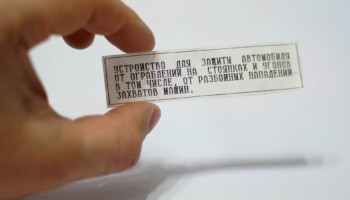 УСТРОЙСТВО ДЛЯ ЗАЩИТЫ АВТОМОБИЛЯ
ОТ ОГРАБЛЕНИЯ НА СТОЯНКАХ И УГОНОВ
В ТОМ ЧИСЛЕ, ОТ РАЗБОЙНЫХ НАПАДЕНИЙ-
ЗАХВАТОВ МАШИН.